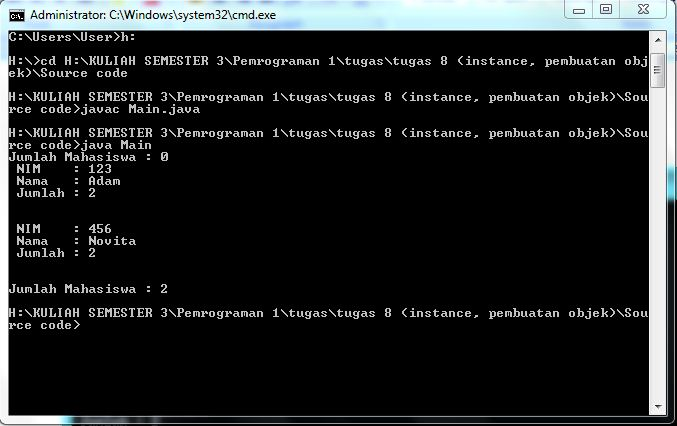 Administrator: C:\Windows\system32\cmd.exe
C:\Users\User>h:
H:\>cd H:\KULIAH SEMESTER 3\Pemrograman 1\tugas\tugas 8 (instance, pembuatan obj
ek)\Source code
H:\KULIAH SEMESTER 3\Pemrograman 1\tugas\tugas 8 (instance, pembuatan objek)\Sou
rce code>javac Main.java
H:\KULIAH SEMESTER 3\Pemrograman 1\tugas\tugas 8 (instance, pembuatan objek)\Sou
rce code>java Main
Jumlah Mahasiswa : 0
NIM    : 123
Nama   : Adam
Jumlah : 2
NIM    : 456
Nama   : Novita
Jumlah : 2
Jumlah Mahasiswa : 2
H:\KULIAH SEMESTER 3\Pemrograman 1\tugas\tugas 8 (instance, pembuatan objek)\Sou
rce code>